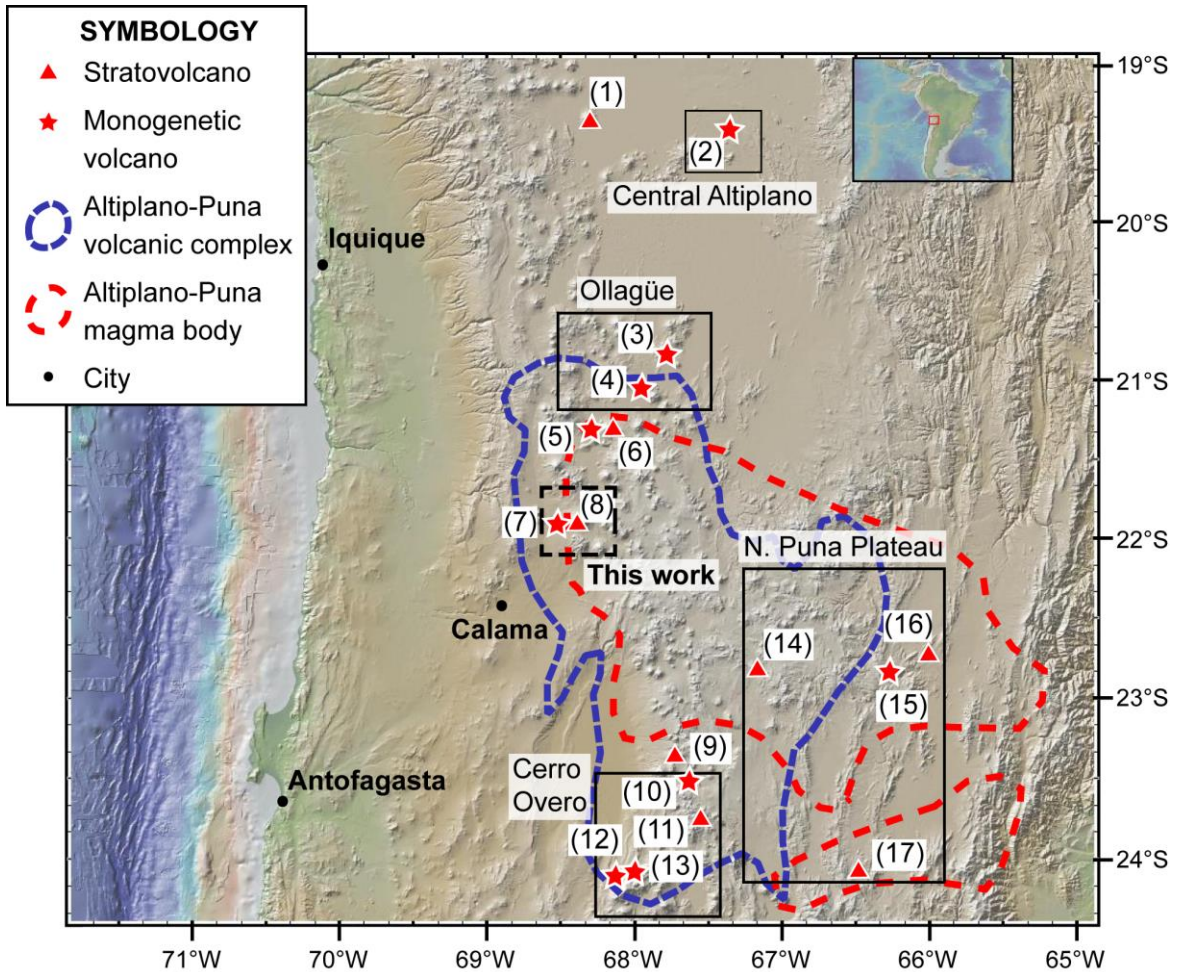 SYMBOLOGY
Stratovolcano
Monogenetic
volcano
Altiplano-Puna
volcanic complex
Altiplano-Puna
magma body
City
19°S
20°S
21°S
22°S
23°S
24°S
71°W
70°W
69°W
68°W
67°W
66°W
65°W
(1)
(2)
Central Altiplano
Iquique
Ollagüe
(3)
(4)
(5)
(6)
(7)
(8)
This work
Calama
N. Puna Plateau
(14)
(16)
(15)
Antofagasta
Cerro
Overo
(9)
(10)
(11)
(12)
(13)
(17)